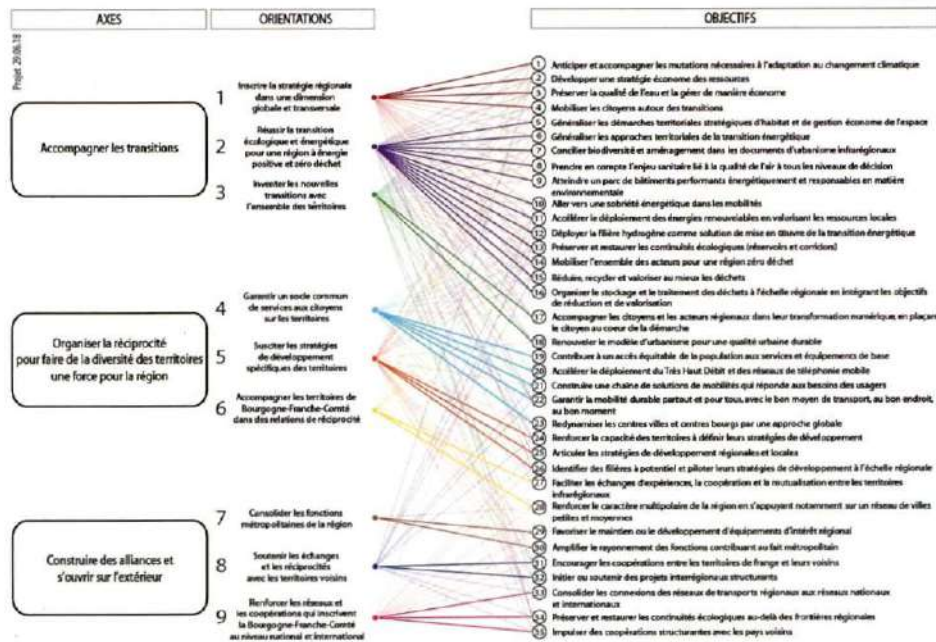 AXES
ORIENTATIONS
OBJECTIFS
Projet 29.06.18
Accompagner les transitions
1
Inscrire la stratégie régionale
dans une dimension
globale et transversale
2
Réussir la transition
écologique et énergétique
pour une région à énergie
positive et zéro déchet
3
Inventer les nouvelles
transitions avec
l'ensemble des territoires
Organiser la réciprocité
pour faire de la diversité des territoires
une force pour la région
4
Garantir un socle commun
de services aux citoyens
sur les territoires
5
Susciter les stratégies
de développement
spécifiques des territoires
6
Accompagner les territoires de
Bourgogne-Franche-Comté
dans des relations de réciprocité
Construire des alliances et
s'ouvrir sur l'extérieur
7
Consolider les fonctions
métropolitaines de la région
8
Soutenir les échanges
et les réciprocités
avec les territoires voisins
9
Renforcer les réseaux et
les coopérations qui inscrivent
la Bourgogne-Franche-Comté
au niveau national et international
1 Anticiper et accompagner les mutations nécessaires à l'adaptation au changement climatique
2 Développer une stratégie économe des ressources
3 Préserver la qualité de l'eau et la gérer de manière économe
4 Mobiliser les citoyens autour des transitions
5 Généraliser les démarches territoriales stratégiques d'habitat et de gestion économe de l'espace
6 Généraliser les approches territoriales de la transition énergétique
7 Concilier biodiversité et aménagement dans les documents d'urbanisme infrarégionaux
8 Prendre en compte l'enjeu sanitaire lié à la qualité de l'air à tous les niveaux de décision
9 Atteindre un parc de bâtiments performants énergétiquement et responsables en matière
environnementale
10 Aller vers une sobriété énergétique dans les mobilités
11 Accélérer le déploiement des énergies renouvelables en valorisant les ressources locales
12 Déployer la filière hydrogène comme solution de mise en œuvre de la transition énergétique
13 Préserver et restaurer les continuités écologiques (réservoirs et corridors)
14 Mobiliser l'ensemble des acteurs pour une région zéro déchet
15 Réduire, recycler et valoriser au mieux les déchets
16 Organiser le stockage et le traitement des déchets à l'échelle régionale en intégrant les objectifs
de réduction et de valorisation
17 Accompagner les citoyens et les acteurs régionaux dans leur transformation numérique, en plaçant
le citoyen au coeur de la démarche
18 Renouveler le modèle d'urbanisme pour une qualité urbaine durable
19 Contribuer à un accès équitable de la population aux services et équipements de base
20 Accélérer le déploiement du Très Haut Débit et des réseaux de téléphonie mobile
21 Construire une chaîne de solutions de mobilités qui réponde aux besoins des usagers
22 Garantir la mobilité durable partout et pour tous, avec le bon moyen de transport, au bon endroit,
au bon moment
23 Redynamiser les centres villes et centres bourgs par une approche globale
24 Renforcer la capacité des territoires à définir leurs stratégies de développement
25 Articuler les stratégies de développement régionales et locales
26 Identifier des filières à potentiel et piloter leurs stratégies de développement à l'échelle régionale
27 Faciliter les échanges d'expériences, la coopération et la mutualisation entre les territoires
infrarégionaux
28 Renforcer le caractère multipolaire de la région en s'appuyant notamment sur un réseau de villes
petites et moyennes
29 Favoriser le maintien ou le développement d'équipements d'intérêt régional
30 Amplifier le rayonnement des fonctions contribuant au fait métropolitain
31 Encourager les coopérations entre les territoires de frange et leurs voisins
32 Initier ou soutenir des projets interrégionaux structurants
33 Consolider les connexions des réseaux de transports régionaux aux réseaux nationaux
et internationaux
34 Préserver et restaurer les continuités écologiques au-delà des frontières régionales
35 Impulser des coopérations structurantes avec les pays voisins